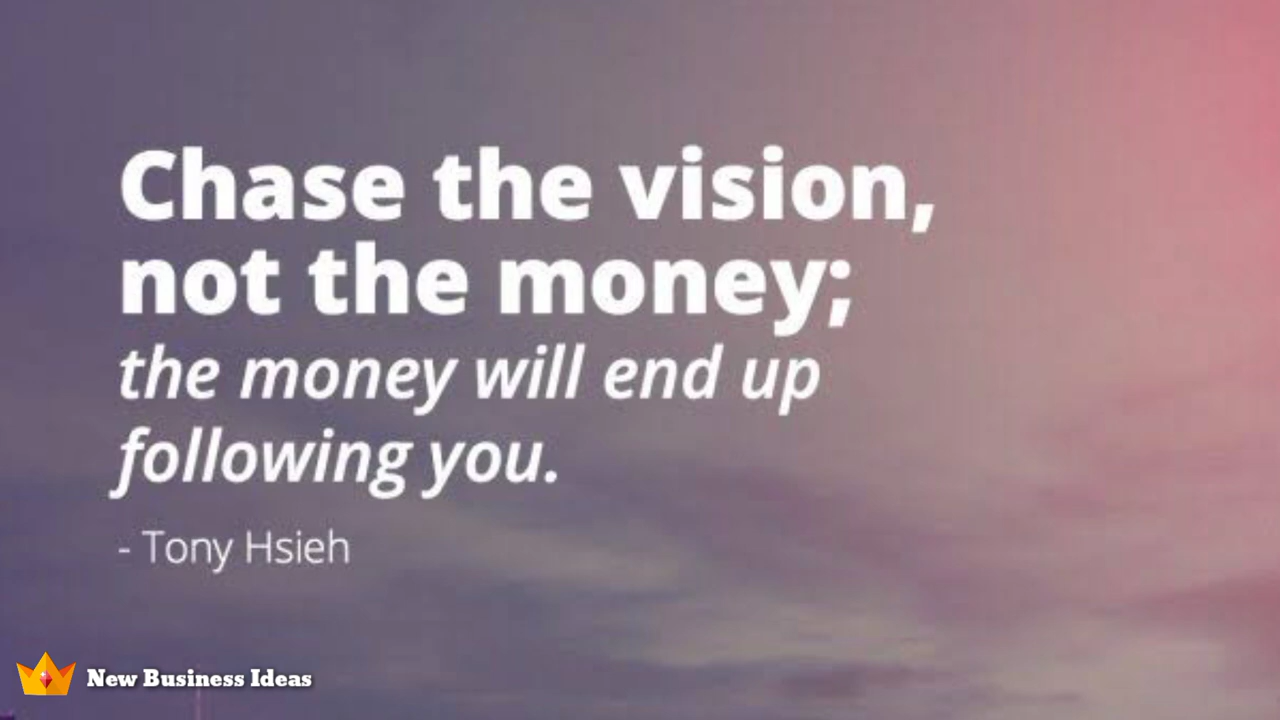 Chase the vision,
not the money;
the money will end up
following you.
- Tony Hsieh
New Business Ideas